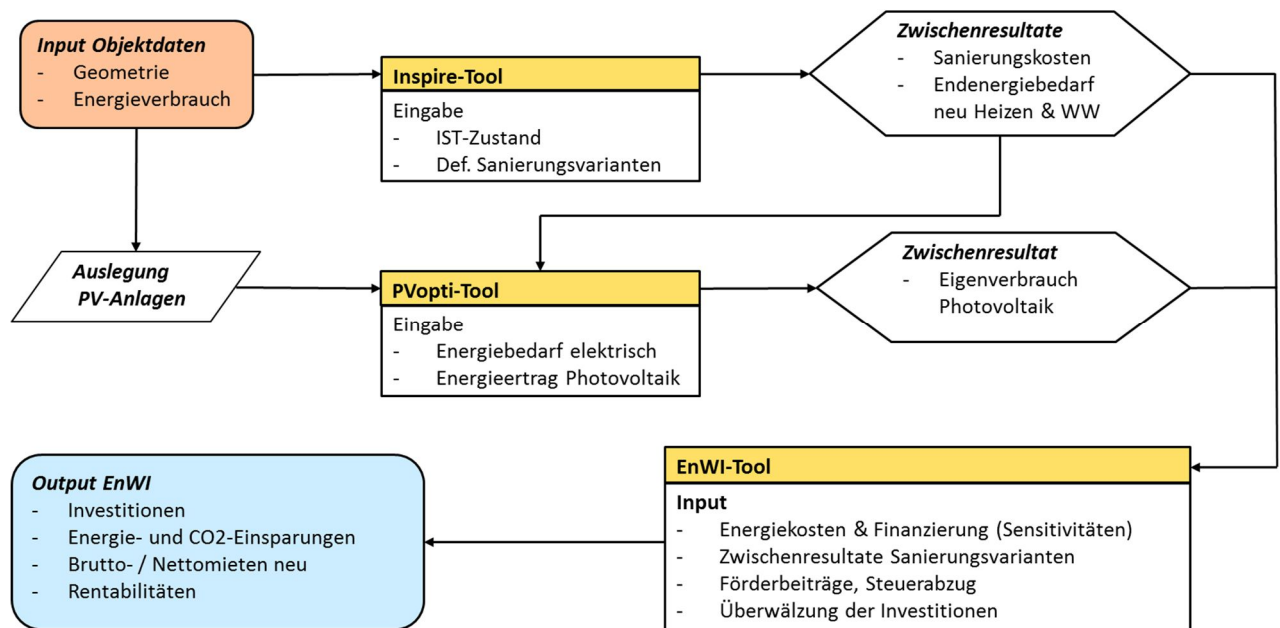 Input Objektdaten
- Geometrie
- Energieverbrauch
Inspire-Tool
Eingabe
- IST-Zustand
- Def. Sanierungsvarianten
Zwischenresultate
- Sanierungskosten
- Endenergiebedarf
neu Heizen & WW
Auslegung
PV-Anlagen
PVopti-Tool
Eingabe
- Energiebedarf elektrisch
- Energieertrag Photovoltaik
Zwischenresultat
- Eigenverbrauch
Photovoltaik
EnWI-Tool
Input
- Energiekosten & Finanzierung (Sensitivitäten)
- Zwischenresultate Sanierungsvarianten
- Förderbeiträge, Steuerabzug
- Überwälzung der Investitionen
Output EnWI
- Investitionen
- Energie- und CO2-Einsparungen
- Brutto- / Nettomieten neu
- Rentabilitäten